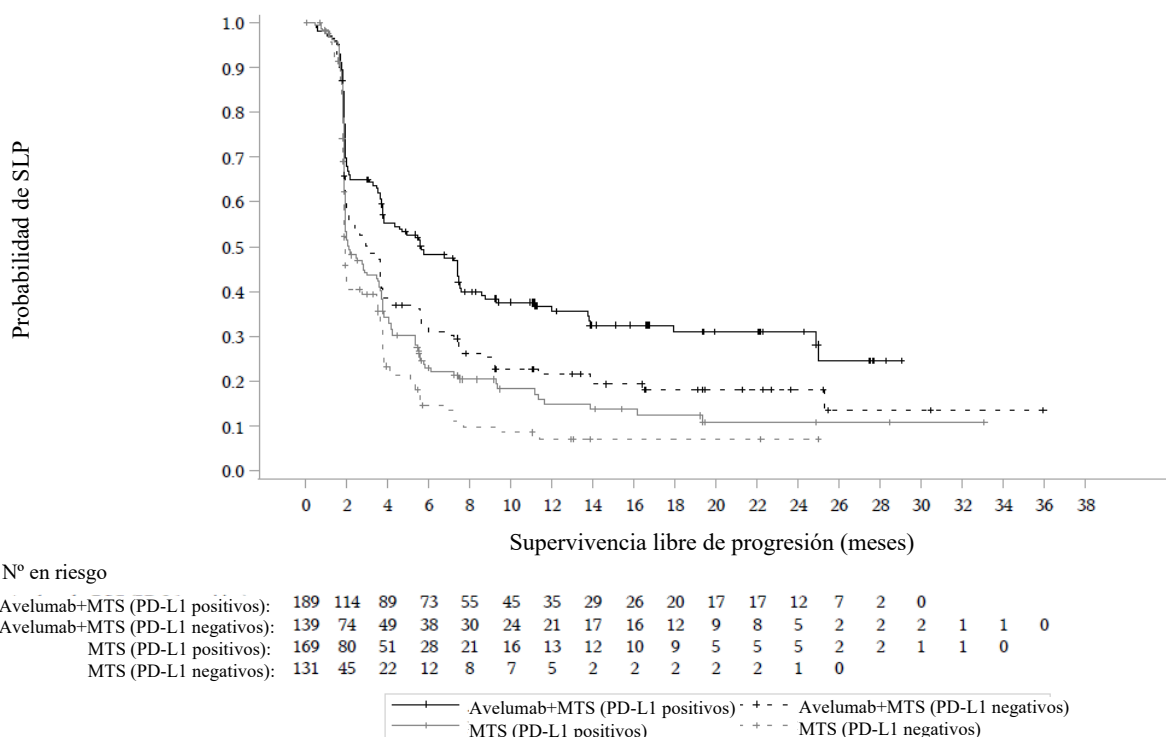 Probabilidad de SLP
1.0
0.9
0.8
0.7
0.6
0.5
0.4
0.3
0.2
0.1
0.0
0 2 4 6 8 10 12 14 16 18 20 22 24 26 28 30 32 34 36 38
Supervivencia libre de progresión (meses)
Nº en riesgo
Avelumab+MTS (PD-L1 positivos): 189 114 89 73 55 45 35 29 26 20 17 17 12 7 2 0
Avelumab+MTS (PD-L1 negativos): 139 74 49 38 30 24 21 17 16 12 9 8 5 2 2 2 1 1 0
MTS (PD-L1 positivos): 169 80 51 28 21 16 13 12 10 9 5 5 5 2 2 1 1 0
MTS (PD-L1 negativos): 131 45 22 12 8 7 5 2 2 2 2 2 1 0
Avelumab+MTS (PD-L1 positivos) Avelumab+MTS (PD-L1 negativos)
MTS (PD-L1 positivos) MTS (PD-L1 negativos)